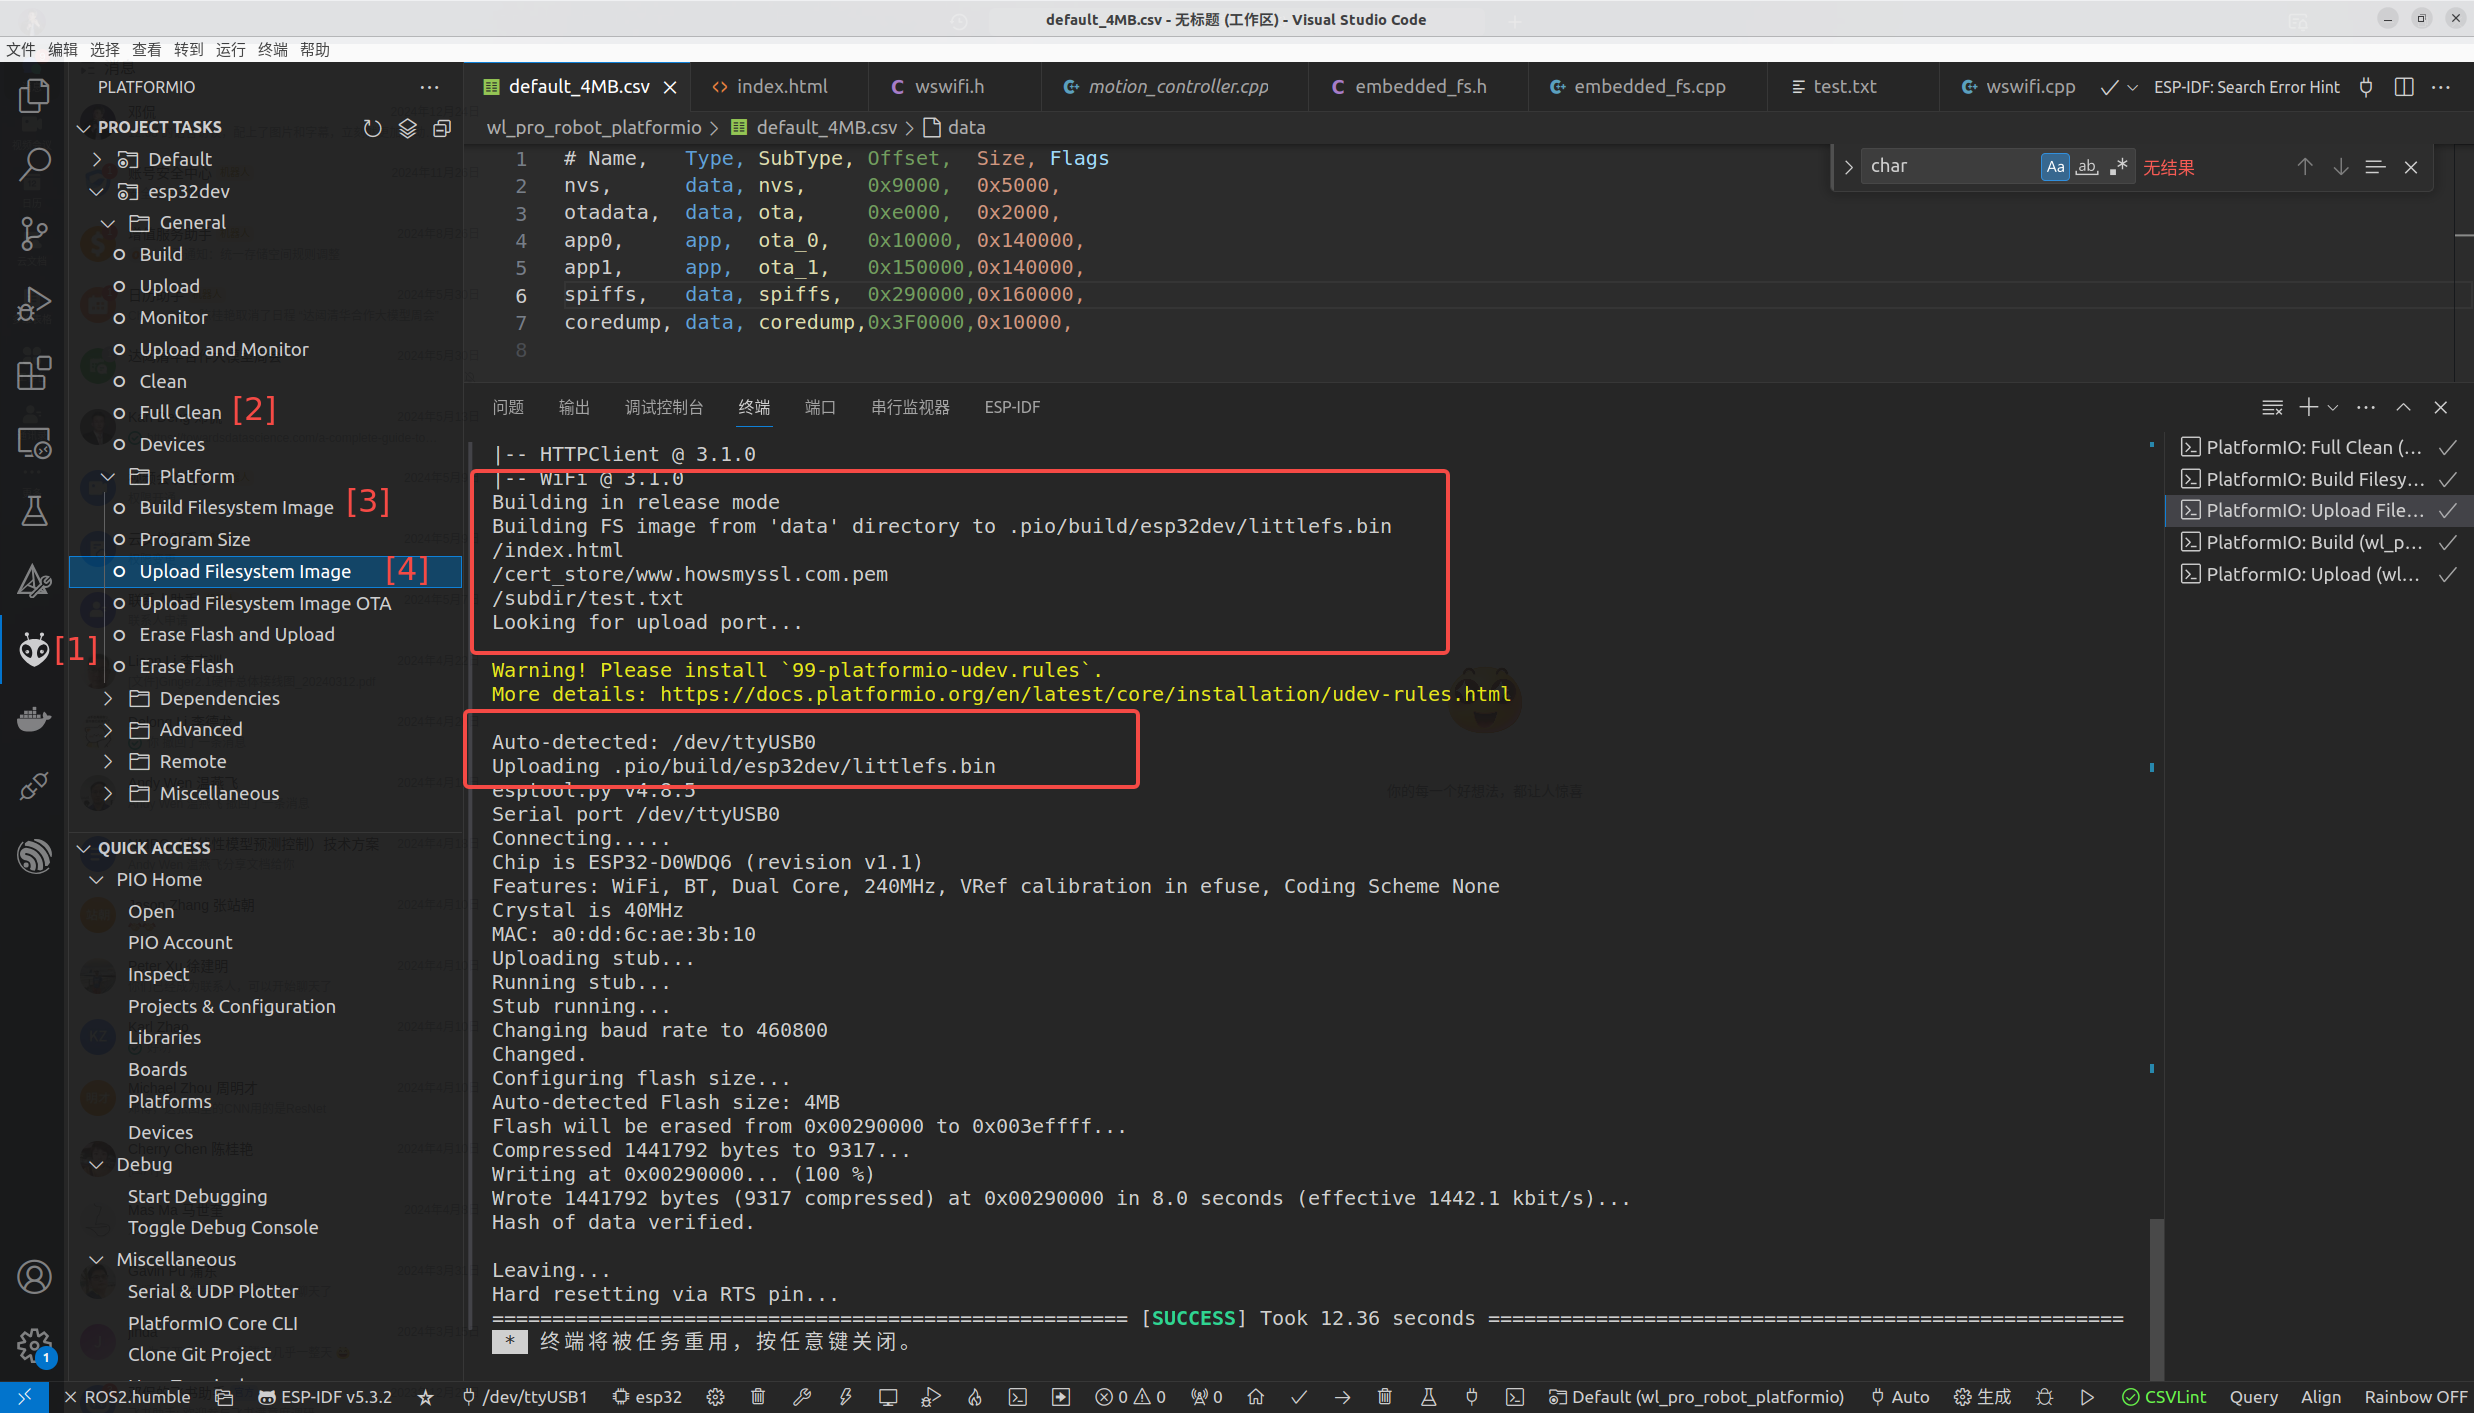 default_4MB.csv - 无标题 (工作区) - Visual Studio Code
文件 编辑 选择 查看 转到 运行 终端 帮助
PLATFORMIO
PROJECT TASKS
Default
esp32dev
General
Build
Upload
Monitor
Upload and Monitor
Clean
Full Clean [2]
Devices
Platform
Build Filesystem Image [3]
Program Size
Upload Filesystem Image [4]
Upload Filesystem Image OTA
[1]
Erase Flash and Upload
Erase Flash
Dependencies
Advanced
Remote
Miscellaneous
QUICK ACCESS
PIO Home
Open
PIO Account
Inspect
Projects & Configuration
Libraries
Boards
Platforms
Devices
Debug
Start Debugging
Toggle Debug Console
Miscellaneous
Serial & UDP Plotter
PlatformIO Core CLI
Clone Git Project
1
default_4MB.csv index.html wswifi.h motion_controller.cpp embedded_fs.h embedded_fs.cpp test.txt wswifi.cpp ESP-IDF: Search Error Hint
wl_pro_robot_platformio > default_4MB.csv > data
char Aa ab 无结果
1 # Name, Type, SubType, Offset, Size, Flags
2 nvs, data, nvs, 0x9000, 0x5000,
3 otadata, data, ota, 0xe000, 0x2000,
4 app0, app, ota_0, 0x10000, 0x140000,
5 app1, app, ota_1, 0x150000,0x140000,
6 spiffs, data, spiffs, 0x290000,0x160000,
7 coredump, data, coredump,0x3F0000,0x10000,
8
问题 输出 调试控制台 终端 端口 串行监视器 ESP-IDF
|-- HTTPClient @ 3.1.0
|-- WiFi @ 3.1.0
Building in release mode
Building FS image from 'data' directory to .pio/build/esp32dev/littlefs.bin
/index.html
/cert_store/www.howsmyssl.com.pem
/subdir/test.txt
Looking for upload port...
Warning! Please install `99-platformio-udev.rules`.
More details: https://docs.platformio.org/en/latest/core/installation/udev-rules.html
Auto-detected: /dev/ttyUSB0
Uploading .pio/build/esp32dev/littlefs.bin
esptool.py v4.8.5
Serial port /dev/ttyUSB0
Connecting.....
Chip is ESP32-D0WDQ6 (revision v1.1)
Features: WiFi, BT, Dual Core, 240MHz, VRef calibration in efuse, Coding Scheme None
Crystal is 40MHz
MAC: a0:dd:6c:ae:3b:10
Uploading stub...
Running stub...
Stub running...
Changing baud rate to 460800
Changed.
Configuring flash size...
Auto-detected Flash size: 4MB
Flash will be erased from 0x00290000 to 0x003effff...
Compressed 1441792 bytes to 9317...
Writing at 0x00290000... (100 %)
Wrote 1441792 bytes (9317 compressed) at 0x00290000 in 8.0 seconds (effective 1442.1 kbit/s)...
Hash of data verified.
Leaving...
Hard resetting via RTS pin...
===================================================== [SUCCESS] Took 12.36 seconds =====================================================
* 终端将被任务重用，按任意键关闭。
PlatformIO: Full Clean (...
PlatformIO: Build Filesy...
PlatformIO: Upload File...
PlatformIO: Build (wl_p...
PlatformIO: Upload (wl...
ROS2.humble ESP-IDF v5.3.2 /dev/ttyUSB1 esp32 0 0 0 Default (wl_pro_robot_platformio) Auto 生成 CSVLint Query Align Rainbow OFF